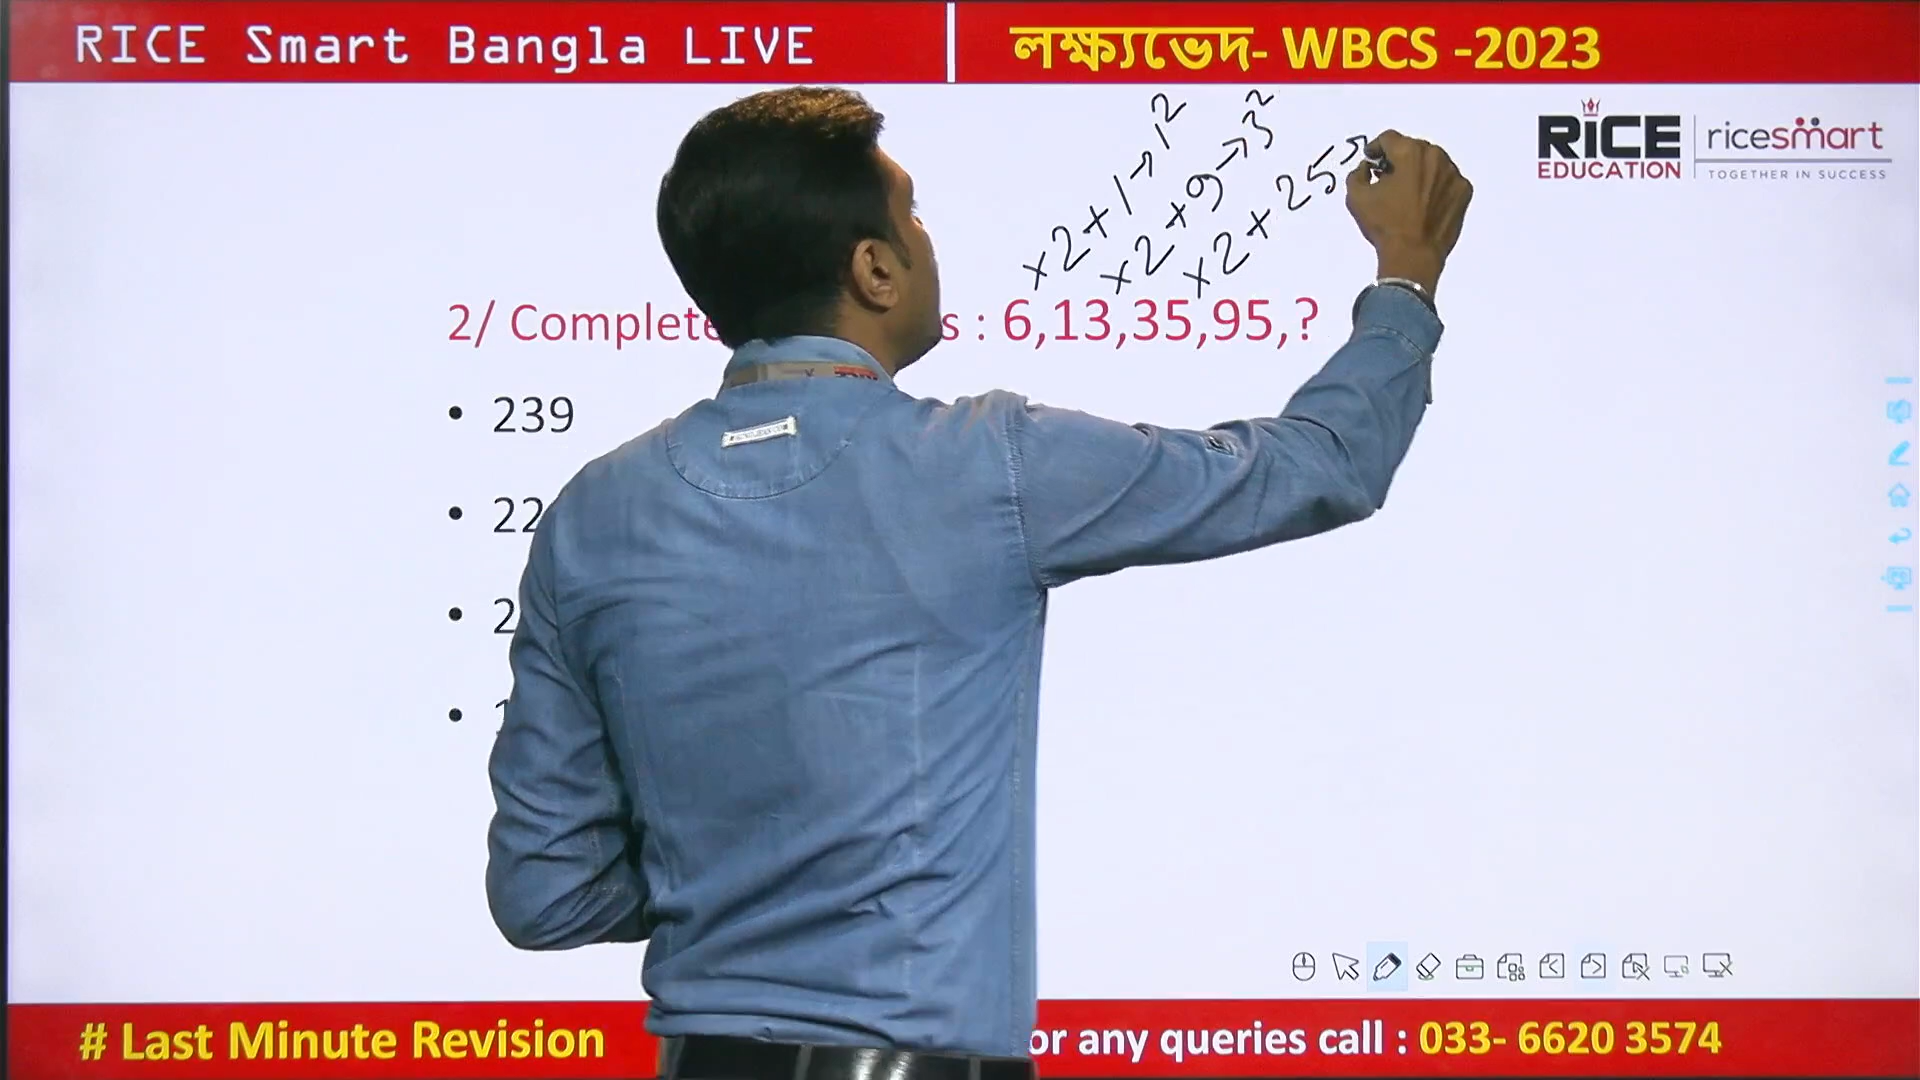 RICE Smart Bangla LIVE
লক্ষ্যভেদ- WBCS -2023
RICE
EDUCATION
ricesmart
TOGETHER IN SUCCESS
×2+1→1²
×2+9→3²
×2+25→
2/ Complete s : 6,13,35,95,?
• 239
• 22
• 2
# Last Minute Revision
or any queries call : 033- 6620 3574